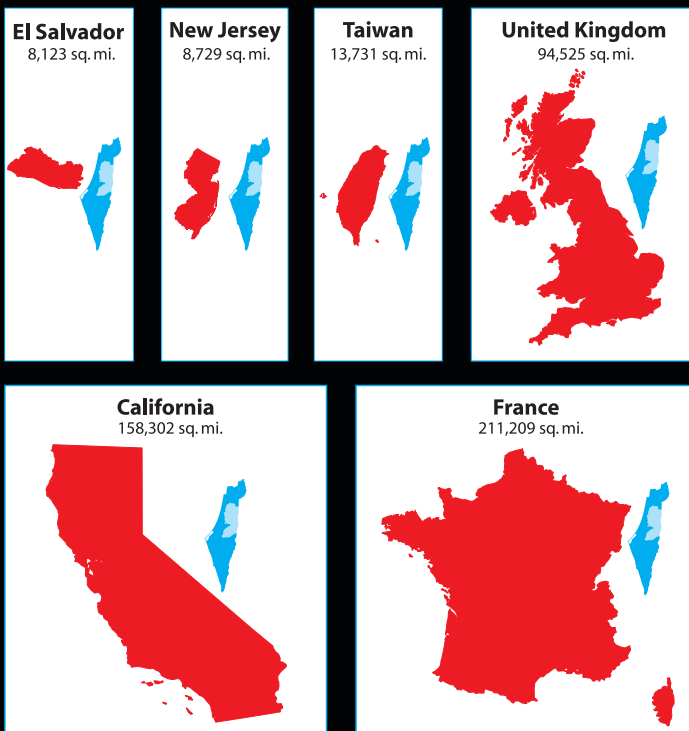 El Salvador
8,123 sq. mi.
New Jersey
8,729 sq. mi.
Taiwan
13,731 sq. mi.
United Kingdom
94,525 sq. mi.
California
158,302 sq. mi.
France
211,209 sq. mi.